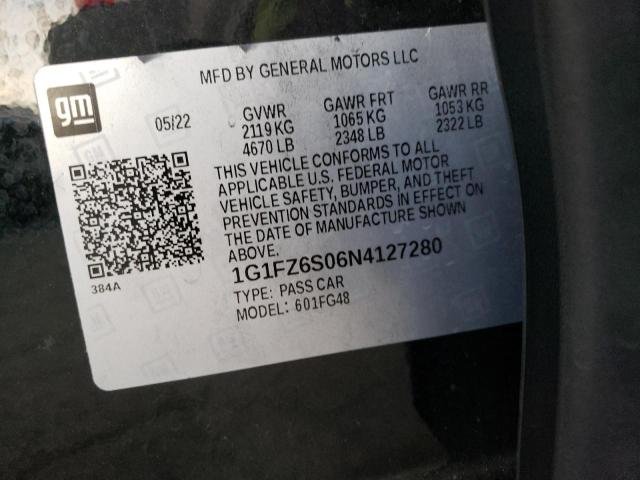 MFD BY GENERAL MOTORS LLC
gm
05/22
GVWR
2119 KG
4670 LB
GAWR FRT
1065 KG
2348 LB
GAWR RR
1053 KG
2322 LB
THIS VEHICLE CONFORMS TO ALL
APPLICABLE U.S. FEDERAL MOTOR
VEHICLE SAFETY, BUMPER, AND THEFT
PREVENTION STANDARDS IN EFFECT ON
THE DATE OF MANUFACTURE SHOWN
ABOVE.
384A
1G1FZ6S06N4127280
TYPE: PASS CAR
MODEL: 601FG48